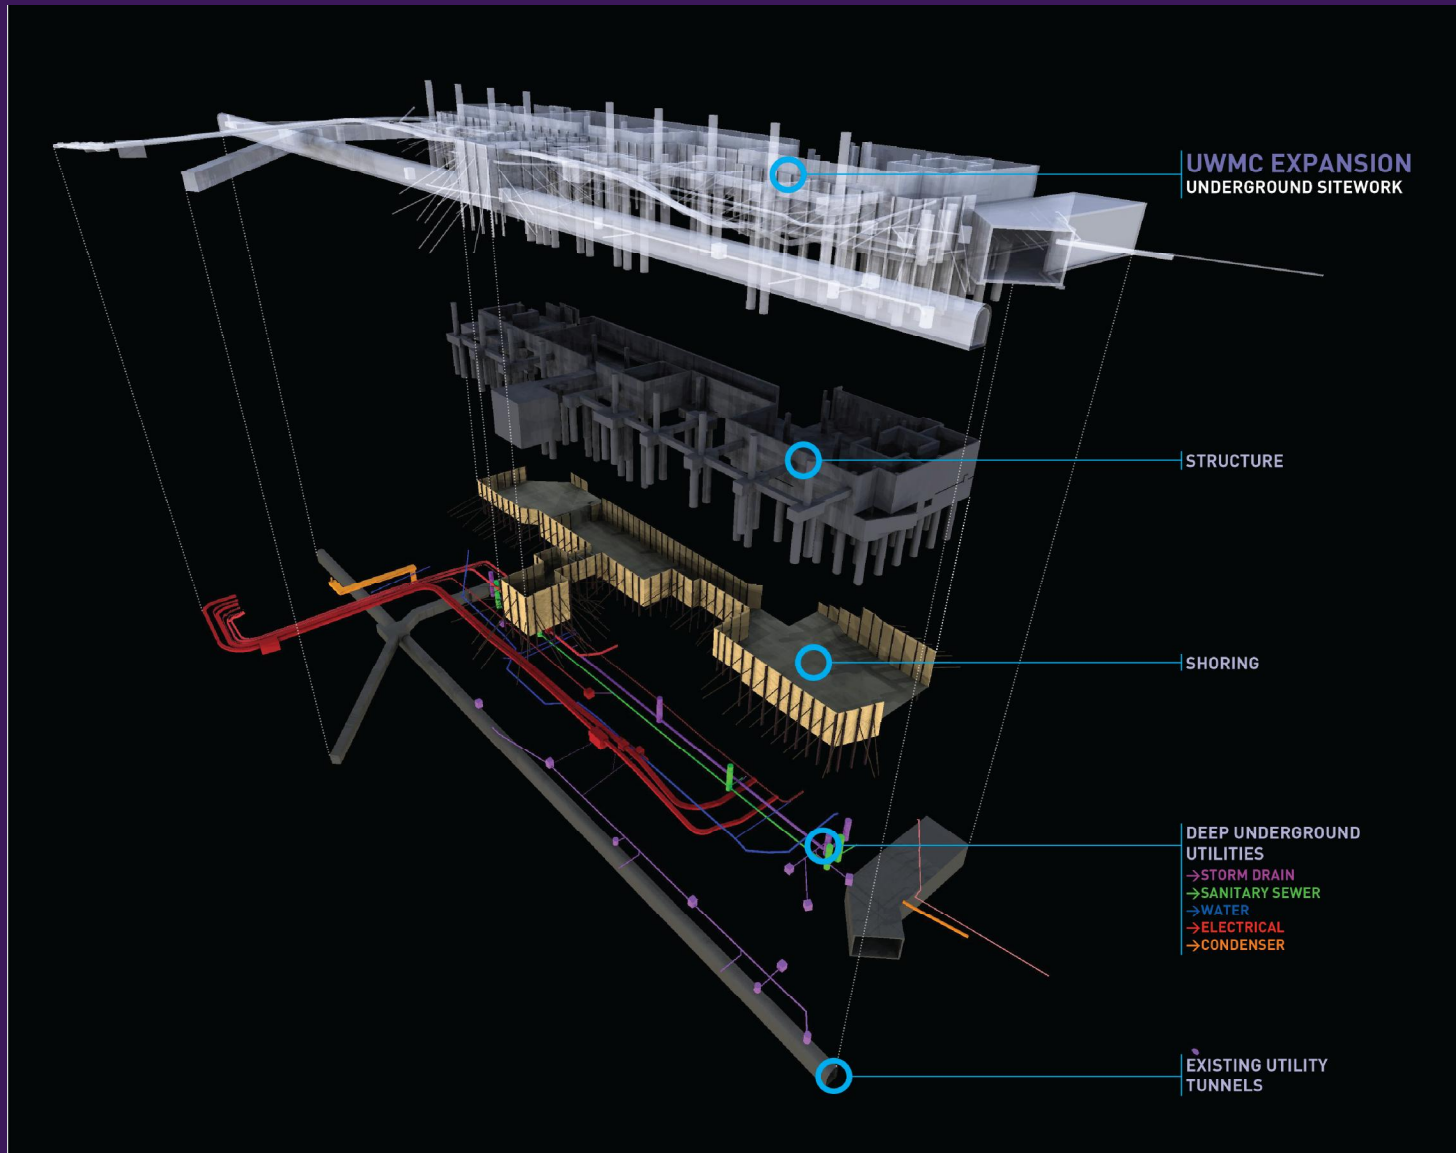 UWMC EXPANSION
UNDERGROUND SITEWORK
STRUCTURE
SHORING
DEEP UNDERGROUND
UTILITIES
→STORM DRAIN
→SANITARY SEWER
→WATER
→ELECTRICAL
→CONDENSER
EXISTING UTILITY
TUNNELS